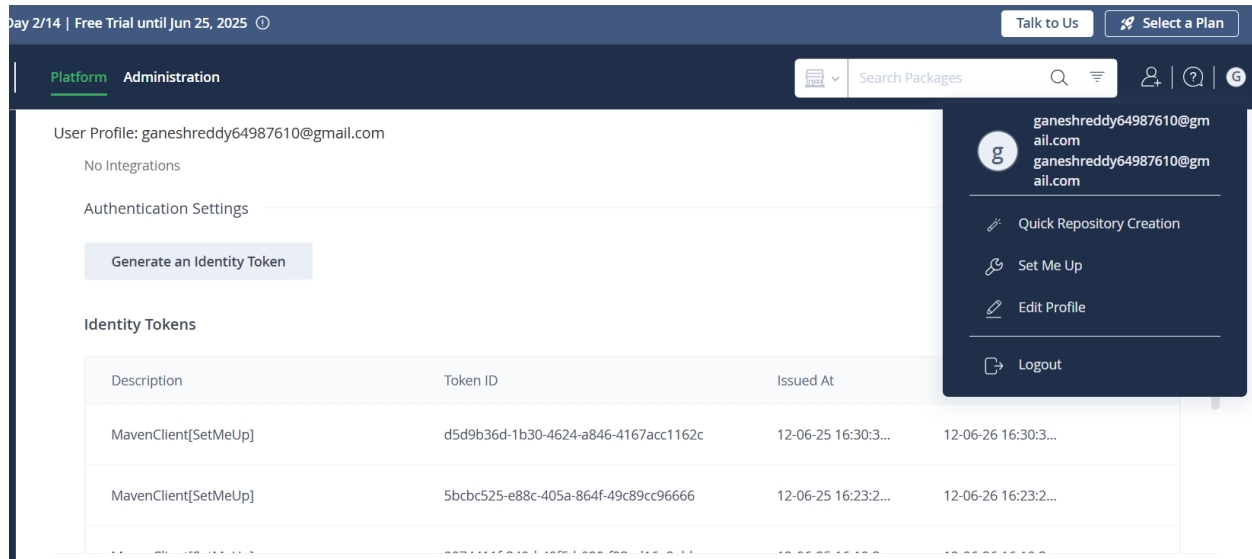 Day 2/14 | Free Trial until Jun 25, 2025
Talk to Us
Select a Plan
Platform Administration
Search Packages
G
User Profile: ganeshreddy64987610@gmail.com
No Integrations
Authentication Settings
Generate an Identity Token
Identity Tokens
g
ganeshreddy64987610@gm
ail.com
ganeshreddy64987610@gm
ail.com
Quick Repository Creation
Set Me Up
Edit Profile
Logout
Description Token ID Issued At
MavenClient[SetMeUp] d5d9b36d-1b30-4624-a846-4167acc1162c 12-06-25 16:30:3... 12-06-26 16:30:3...
MavenClient[SetMeUp] 5bcbc525-e88c-405a-864f-49c89cc96666 12-06-25 16:23:2... 12-06-26 16:23:2...